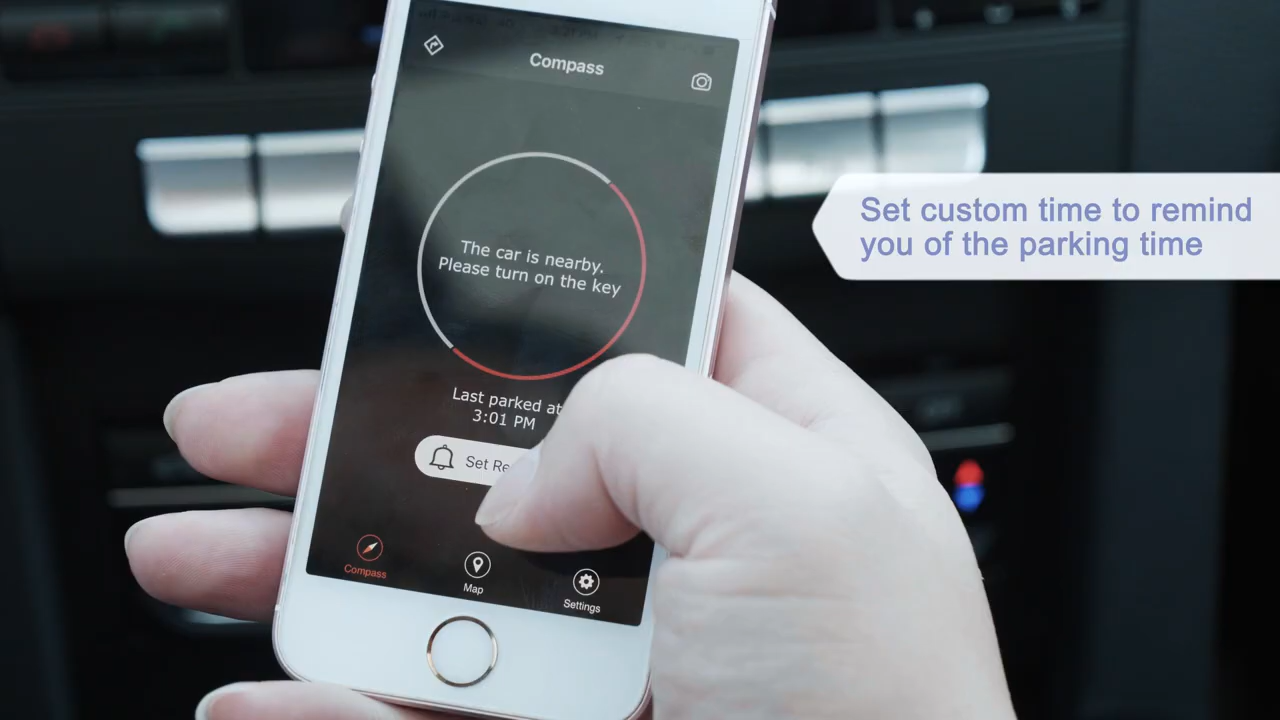 Compass
Set custom time to remind
you of the parking time
The car is nearby.
Please turn on the key
Last parked at
3:01 PM
Set
Compass
Map
Settings